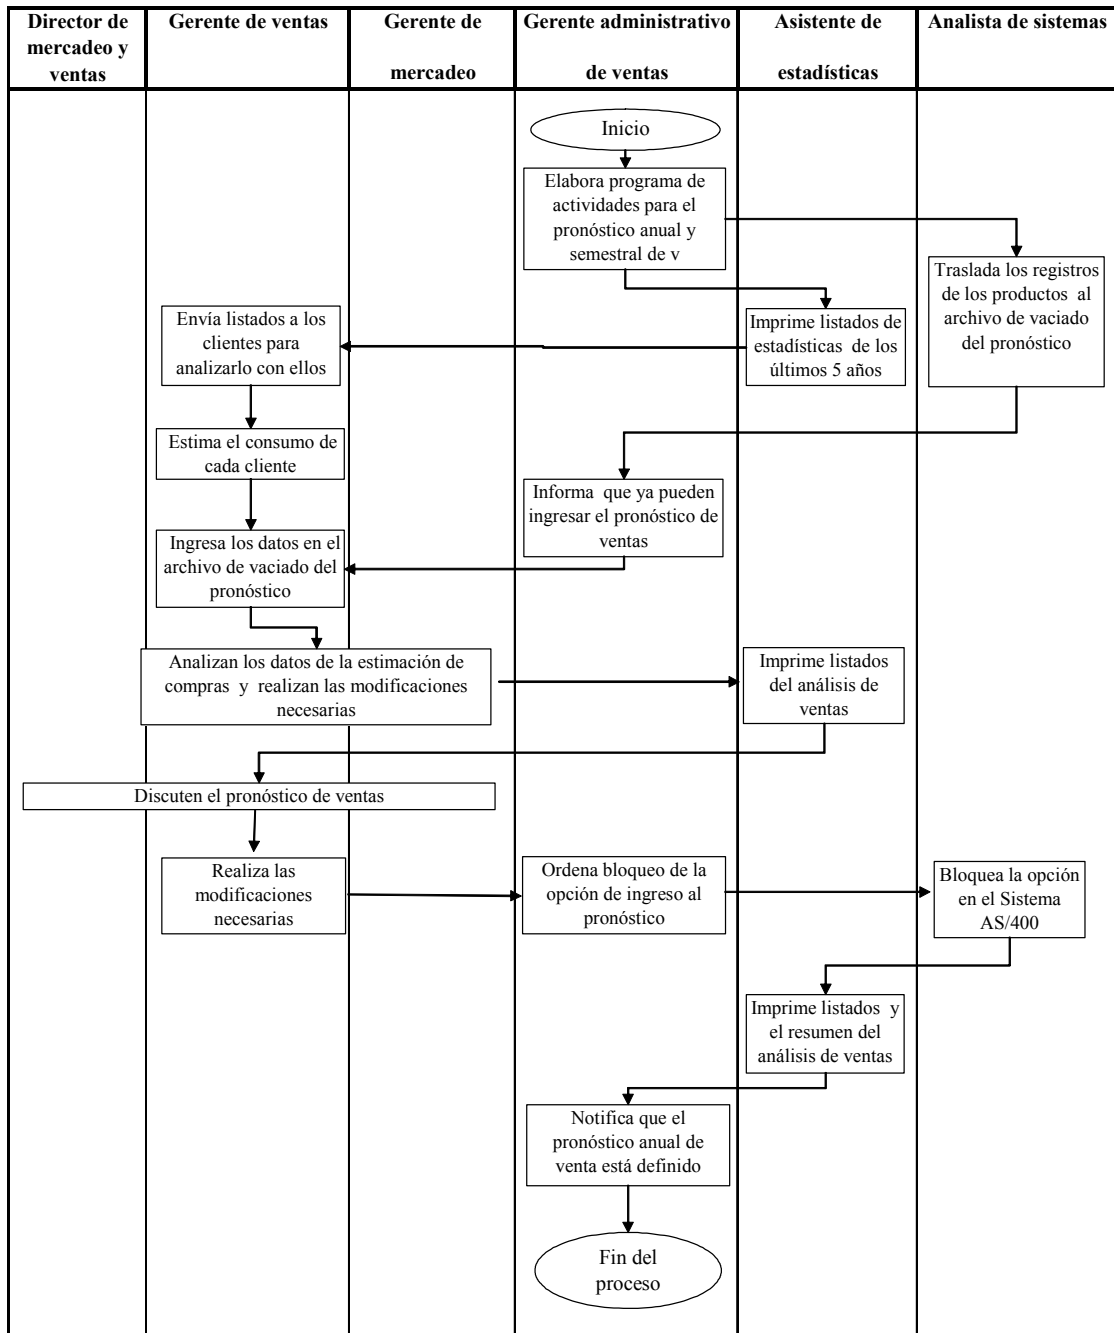 Director de
mercadeo y
ventas
Gerente de ventas
Gerente de
mercadeo
Gerente administrativo
de ventas
Asistente de
estadísticas
Analista de sistemas
Inicio
Elabora programa de
actividades para el
pronóstico anual y
semestral de v
Traslada los registros
de los productos al
archivo de vaciado
del pronóstico
Imprime listados de
estadísticas de los
últimos 5 años
Envía listados a los
clientes para
analizarlo con ellos
Estima el consumo de
cada cliente
Informa que ya pueden
ingresar el pronóstico de
ventas
Ingresa los datos en el
archivo de vaciado del
pronóstico
Analizan los datos de la estimación de
compras y realizan las modificaciones
necesarias
Imprime listados
del análisis de
ventas
Discuten el pronóstico de ventas
Realiza las
modificaciones
necesarias
Ordena bloqueo de la
opción de ingreso al
pronóstico
Bloquea la opción
en el Sistema
AS/400
Imprime listados y
el resumen del
análisis de ventas
Notifica que el
pronóstico anual de
venta está definido
Fin del
proceso